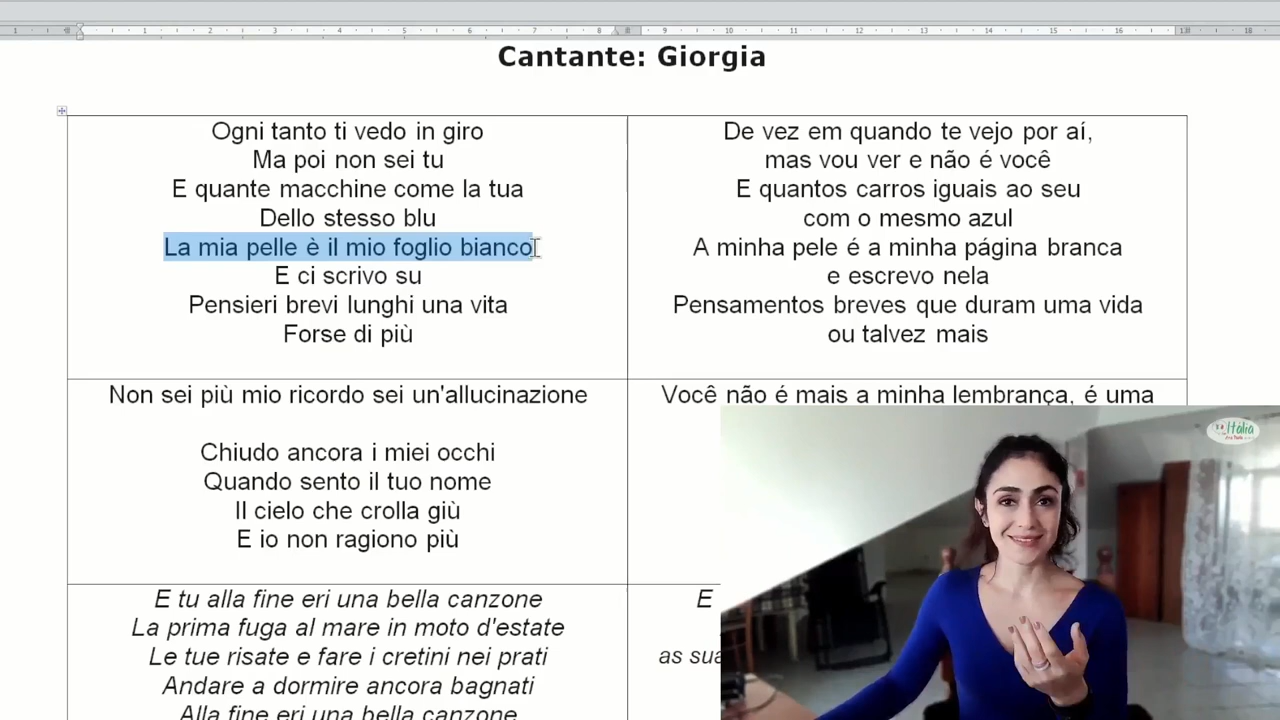 Cantante: Giorgia
Ogni tanto ti vedo in giro
Ma poi non sei tu
E quante macchine come la tua
Dello stesso blu
La mia pelle è il mio foglio bianco
E ci scrivo su
Pensieri brevi lunghi una vita
Forse di più
De vez em quando te vejo por aí,
mas vou ver e não é você
E quantos carros iguais ao seu
com o mesmo azul
A minha pele é a minha página branca
e escrevo nela
Pensamentos breves que duram uma vida
ou talvez mais
Non sei più mio ricordo sei un'allucinazione
Chiudo ancora i miei occhi
Quando sento il tuo nome
Il cielo che crolla giù
E io non ragiono più
Você não é mais a minha lembrança, é uma
E tu alla fine eri una bella canzone
La prima fuga al mare in moto d'estate
Le tue risate e fare i cretini nei prati
Andare a dormire ancora bagnati
Alla fine eri una bella canzone
E
as
Itália